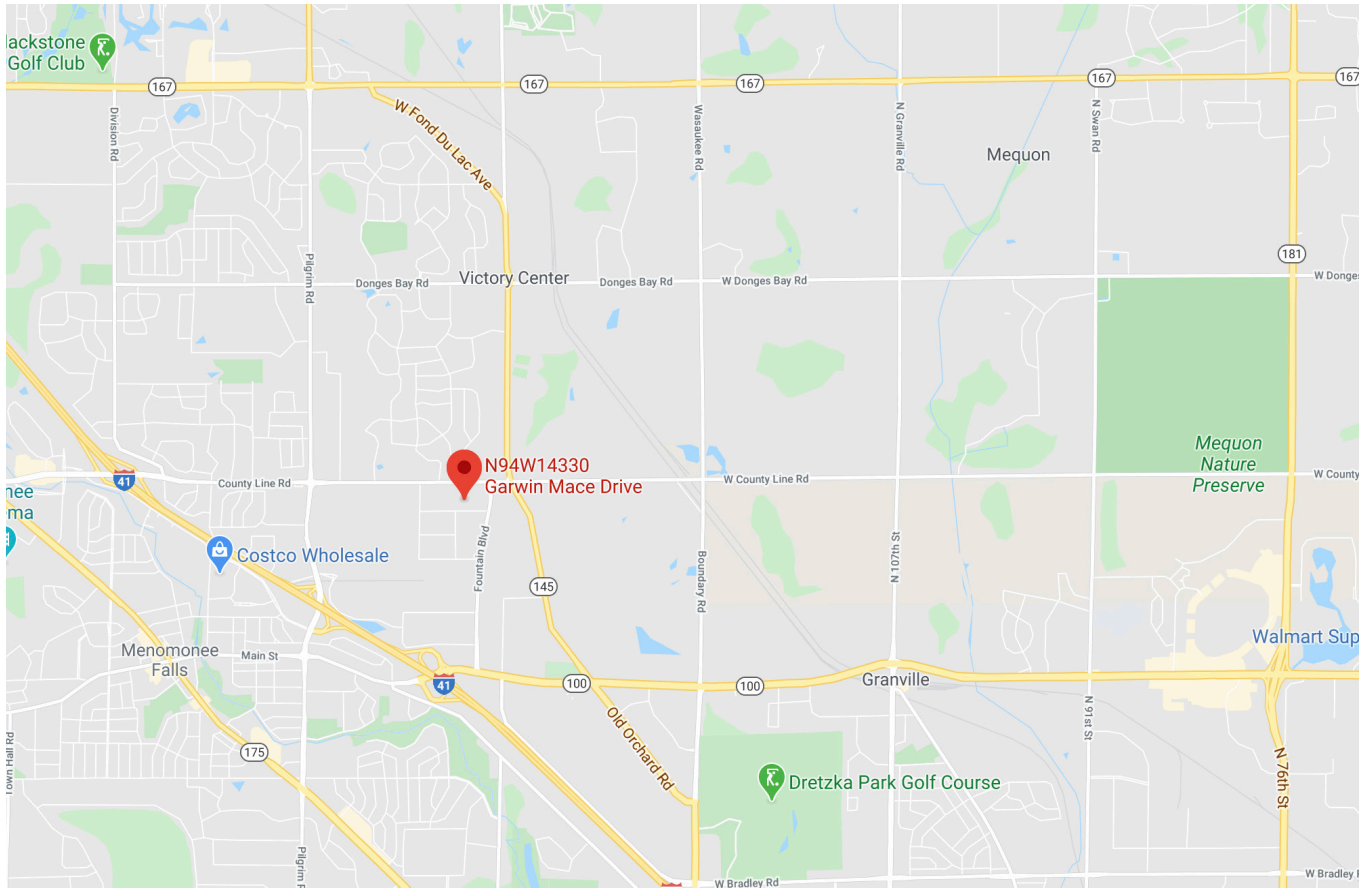 lackstone
Golf Club
167
167
167
167
167
W Fond Du Lac Ave
Division Rd
Wasaukee Rd
N Granville Rd
N Swan Rd
Mequon
181
Pilgrim Rd
Donges Bay Rd
Victory Center
Donges Bay Rd
W Donges Bay Rd
W Donges
Mequon
Nature
Preserve
N94W14330
Garwin Mace Drive
41
County Line Rd
W County Line Rd
W County
nee
ma
Costco Wholesale
Fountain Blvd
145
Boundary Rd
N 107th St
Walmart Sup
Menomonee
Falls
Main St
41
100
100
Granville
N 91st St
Old Orchard Rd
175
Town Hall Rd
Dretzka Park Golf Course
N 76th St
Pilgrim R
W Bradley Rd
W Bradley